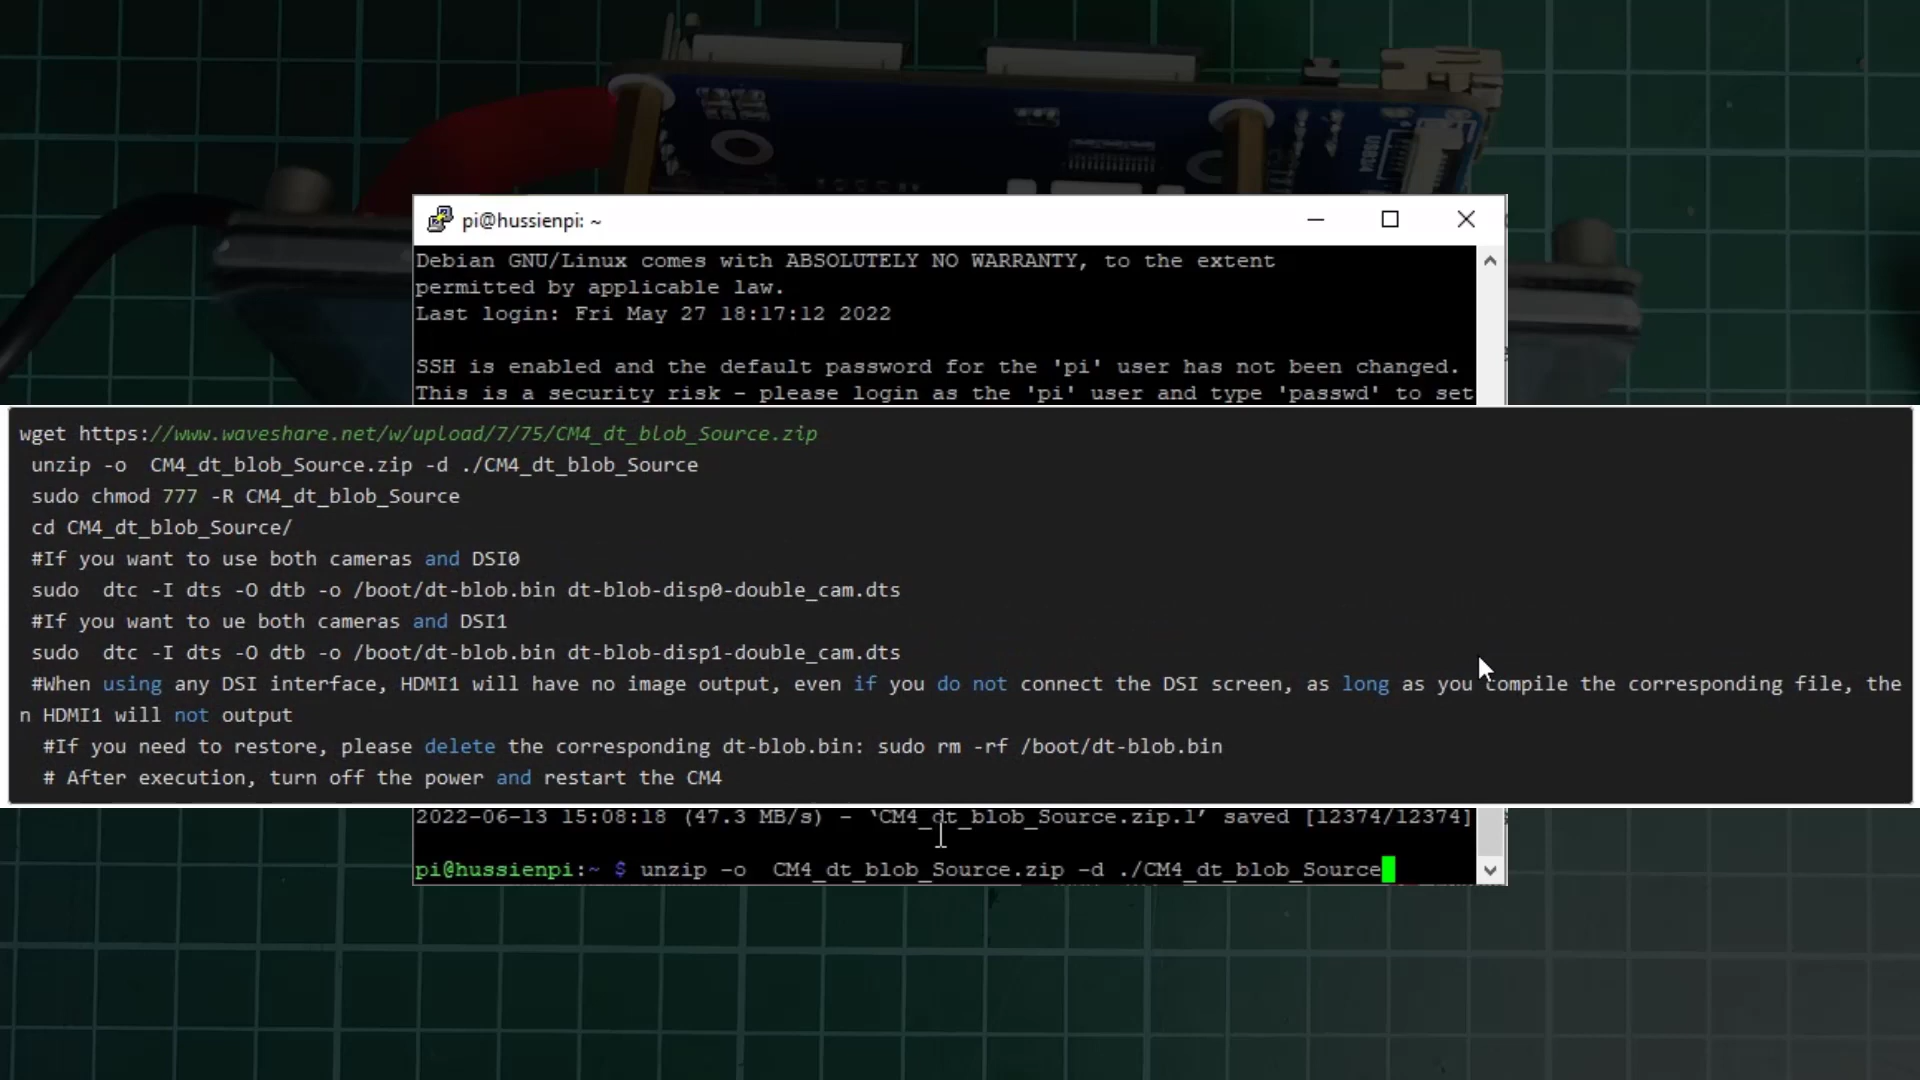 pi@hussienpi: ~
Debian GNU/Linux comes with ABSOLUTELY NO WARRANTY, to the extent
permitted by applicable law.
Last login: Fri May 27 18:17:12 2022
SSH is enabled and the default password for the 'pi' user has not been changed.
This is a security risk - please login as the 'pi' user and type 'passwd' to set
wget https://www.waveshare.net/w/upload/7/75/CM4_dt_blob_Source.zip
unzip -o  CM4_dt_blob_Source.zip -d ./CM4_dt_blob_Source
sudo chmod 777 -R CM4_dt_blob_Source
cd CM4_dt_blob_Source/
#If you want to use both cameras and DSI0
sudo  dtc -I dts -O dtb -o /boot/dt-blob.bin dt-blob-disp0-double_cam.dts
#If you want to ue both cameras and DSI1
sudo  dtc -I dts -O dtb -o /boot/dt-blob.bin dt-blob-disp1-double_cam.dts
#When using any DSI interface, HDMI1 will have no image output, even if you do not connect the DSI screen, as long as you compile the corresponding file, the
n HDMI1 will not output
#If you need to restore, please delete the corresponding dt-blob.bin: sudo rm -rf /boot/dt-blob.bin
# After execution, turn off the power and restart the CM4
2022-06-13 15:08:18 (47.3 MB/s) - ‘CM4_dt_blob_Source.zip.1’ saved [12374/12374]
pi@hussienpi:~ $ unzip -o  CM4_dt_blob_Source.zip -d ./CM4_dt_blob_Source